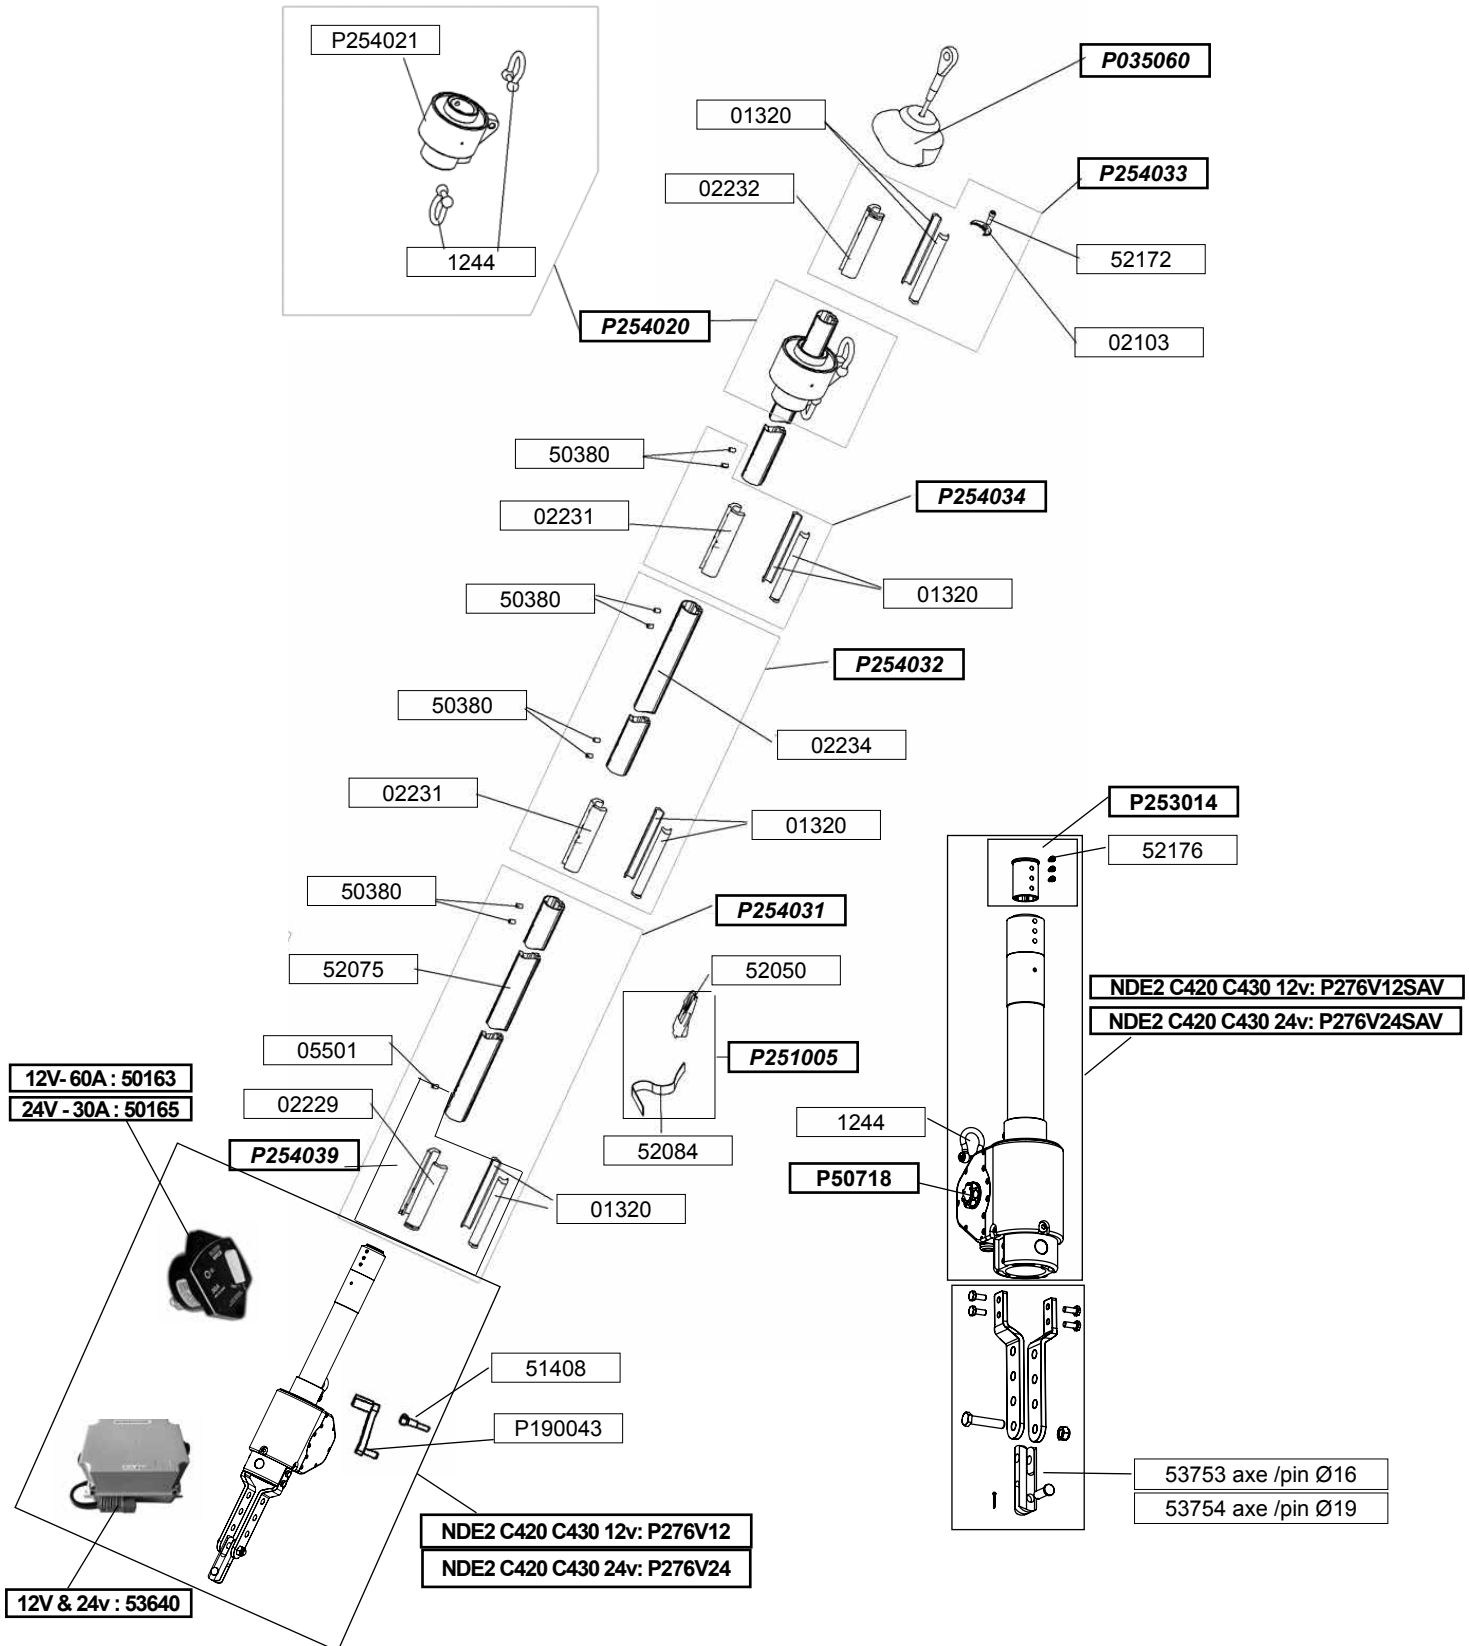 P254021
P035060
01320
P254033
02232
1244
52172
P254020
02103
50380
P254034
02231
01320
50380
P254032
50380
02234
02231
P253014
01320
52176
50380
P254031
52075
52050
NDE2 C420 C430 12v: P276V12SAV
NDE2 C420 C430 24v: P276V24SAV
05501
P251005
12V- 60A : 50163
24V - 30A : 50165
02229
1244
P254039
52084
P50718
01320
51408
P190043
53753 axe /pin Ø16
53754 axe /pin Ø19
NDE2 C420 C430 12v: P276V12
NDE2 C420 C430 24v: P276V24
12V & 24v : 53640